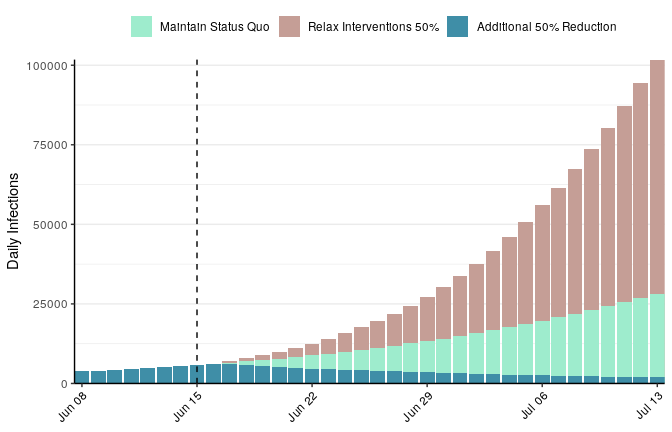 Maintain Status Quo Relax Interventions 50% Additional 50% Reduction
Daily Infections
100000
75000
50000
25000
0
Jun 08 Jun 15 Jun 22 Jun 29 Jul 06 Jul 13